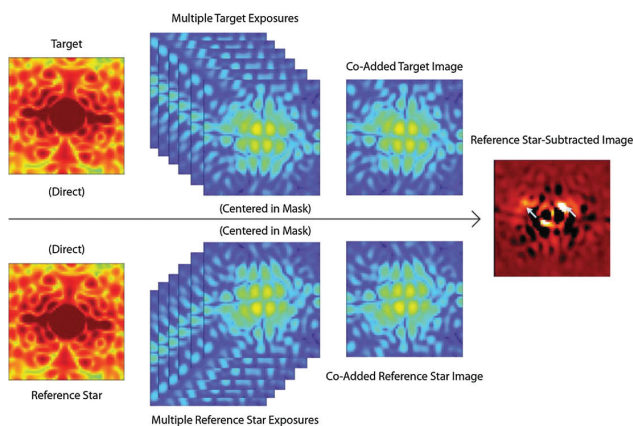 Multiple Target Exposures
Target
Co-Added Target Image
Reference Star-Subtracted Image
(Direct)
(Centered in Mask)
(Centered in Mask)
(Direct)
Co-Added Reference Star Image
Reference Star
Multiple Reference Star Exposures